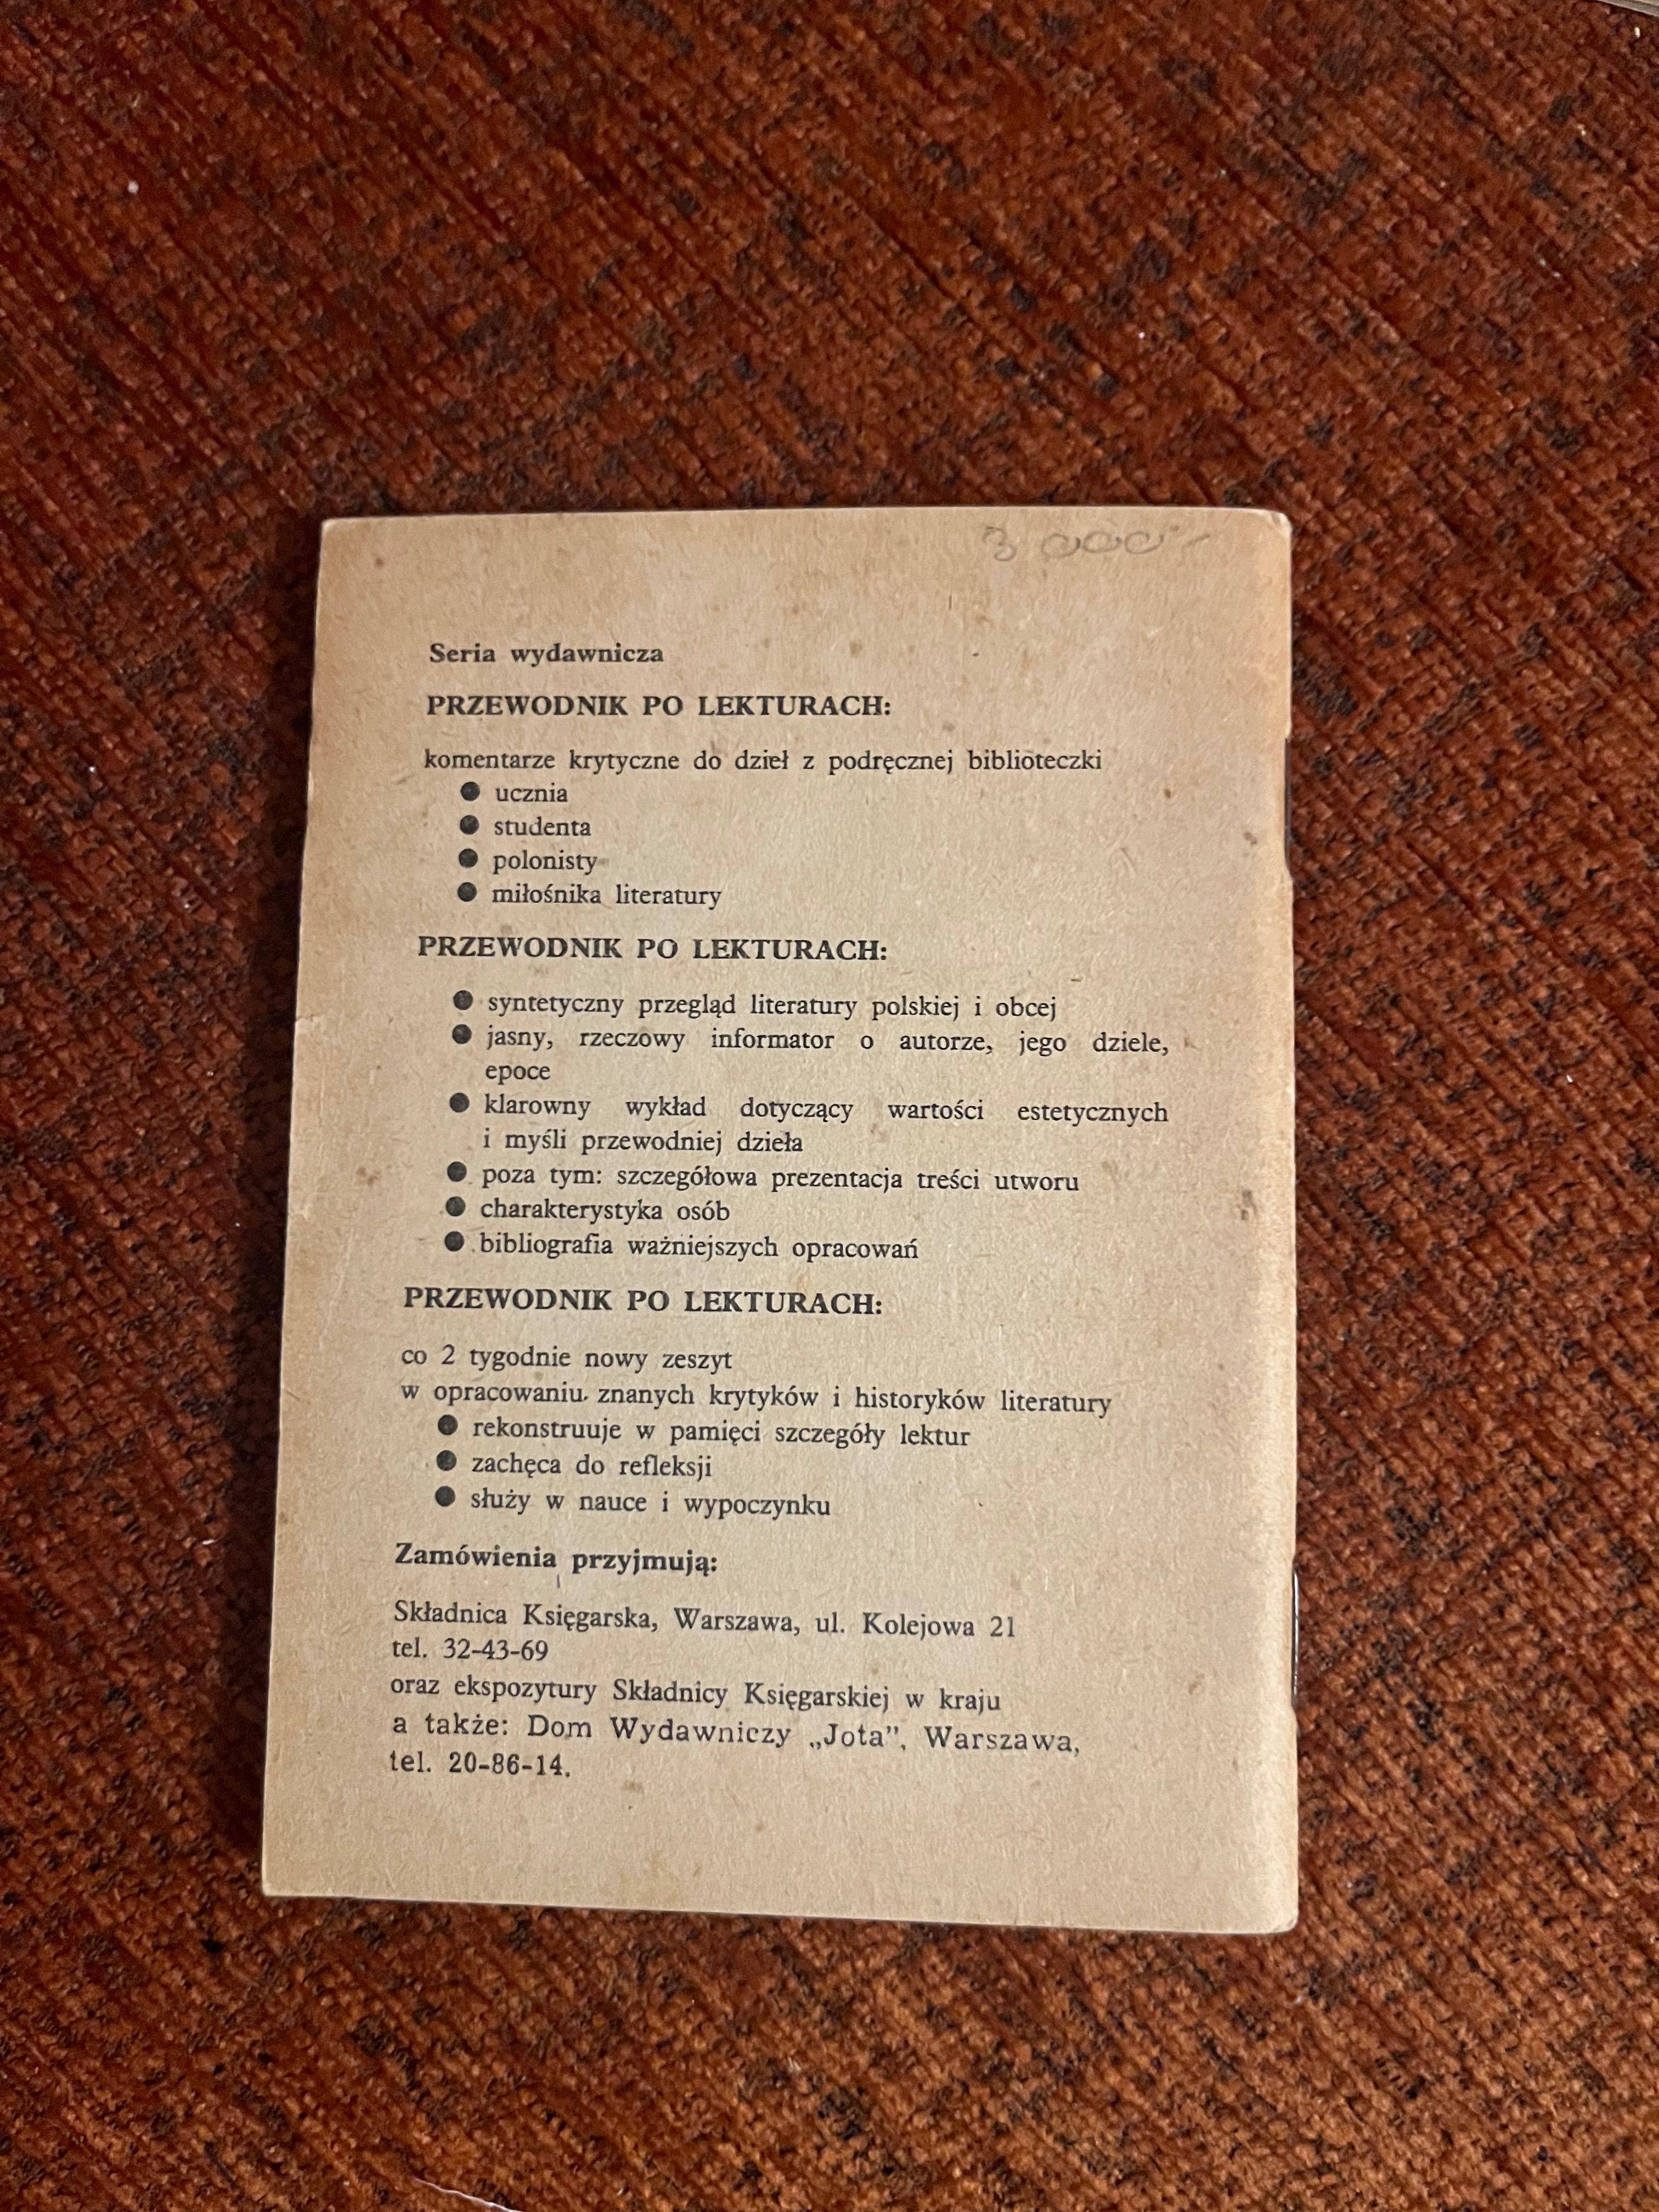 3 000-
Seria wydawnicza
PRZEWODNIK PO LEKTURACH:
komentarze krytyczne do dzieł z podręcznej biblioteczki
● ucznia
● studenta
● polonisty
● miłośnika literatury
PRZEWODNIK PO LEKTURACH:
● syntetyczny przegląd literatury polskiej i obcej
● jasny, rzeczowy informator o autorze, jego dziele,
epoce
● klarowny wykład dotyczący wartości estetycznych
i myśli przewodniej dzieła
● poza tym: szczegółowa prezentacja treści utworu
● charakterystyka osób
● bibliografia ważniejszych opracowań
PRZEWODNIK PO LEKTURACH:
co 2 tygodnie nowy zeszyt
w opracowaniu znanych krytyków i historyków literatury
● rekonstruuje w pamięci szczegóły lektur
● zachęca do refleksji
● służy w nauce i wypoczynku
Zamówienia przyjmują:
Składnica Księgarska, Warszawa, ul. Kolejowa 21
tel. 32-43-69
oraz ekspozytury Składnicy Księgarskiej w kraju
a także: Dom Wydawniczy „Jota", Warszawa,
tel. 20-86-14.